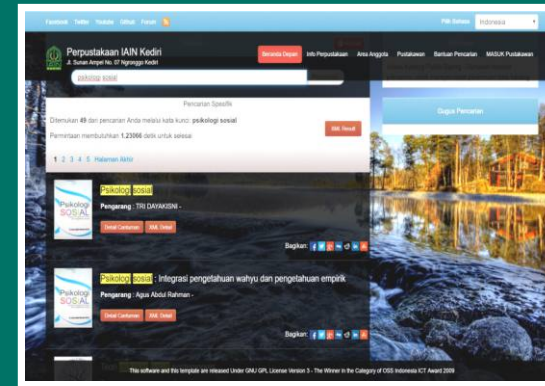 Facebook Twitter Youtube Github Forum
Pilih Bahasa Indonesia
Perpustakaan IAIN Kediri
Jl. Sunan Ampel No. 07 Ngronggo Kediri
Beranda Depan Info Perpustakaan Area Anggota Pustakawan Bantuan Pencarian MASUK Pustakawan
psikologi sosial
Pencarian Spesifik
Ditemukan 49 dari pencarian Anda melalui kata kunci: psikologi sosial
Permintaan membutuhkan 1.23066 detik untuk selesai
XML Result
Gugus Pencarian
1 2 3 4 5 Halaman Akhir
Psikologi sosial
Pengarang : TRI DAYAKISNI -
Psikologi
SOSIAL
Detail Cantuman XML Detail
Bagikan:
Psikologi sosial : Integrasi pengetahuan wahyu dan pengetahuan empirik
Pengarang : Agus Abdul Rahman -
Psikologi
SOSIAL
Detail Cantuman XML Detail
Bagikan:
This software and this template are released Under GNU GPL License Version 3 - The Winner in the Category of OSS Indonesia ICT Award 2009